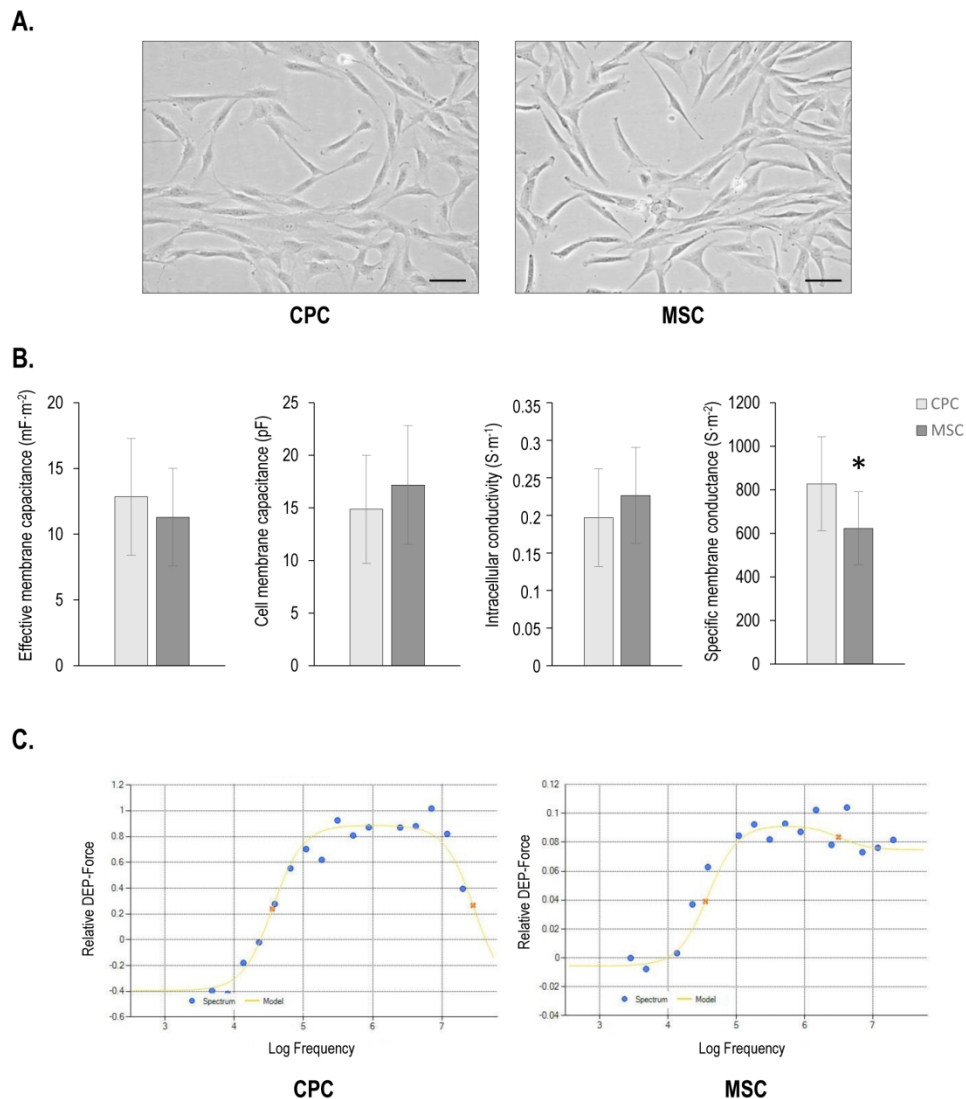 A.
CPC
MSC
B.
Effective membrane capacitance (mF·m⁻²)
20
15
10
5
0
Cell membrane capacitance (pF)
25
20
15
10
5
0
Intracellular conductivity (S·m⁻¹)
0.35
0.3
0.25
0.2
0.15
0.1
0.05
0
Specific membrane conductance (S·m⁻²)
1200
1000
800
600
400
200
0
*
CPC
MSC
C.
Relative DEP-Force
1.2
1
0.8
0.6
0.4
0.2
0
-0.2
-0.4
-0.6
Spectrum
Model
3
4
5
6
7
Log Frequency
CPC
Relative DEP-Force
0.12
0.1
0.08
0.06
0.04
0.02
0
-0.02
-0.04
Spectrum
Model
3
4
5
6
7
Log Frequency
MSC